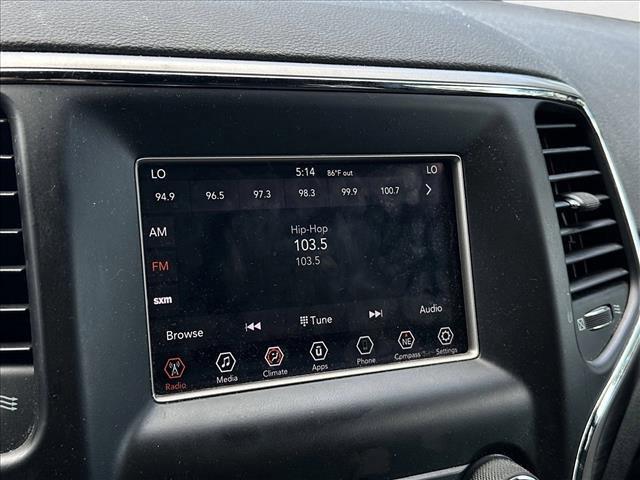 LO 5:14 86°F out LO
94.9 96.5 97.3 98.3 99.9 100.7
AM
Hip-Hop
103.5
FM
103.5
sxm
Browse Tune Audio
Radio Media Climate Apps Phone NE Compass Settings